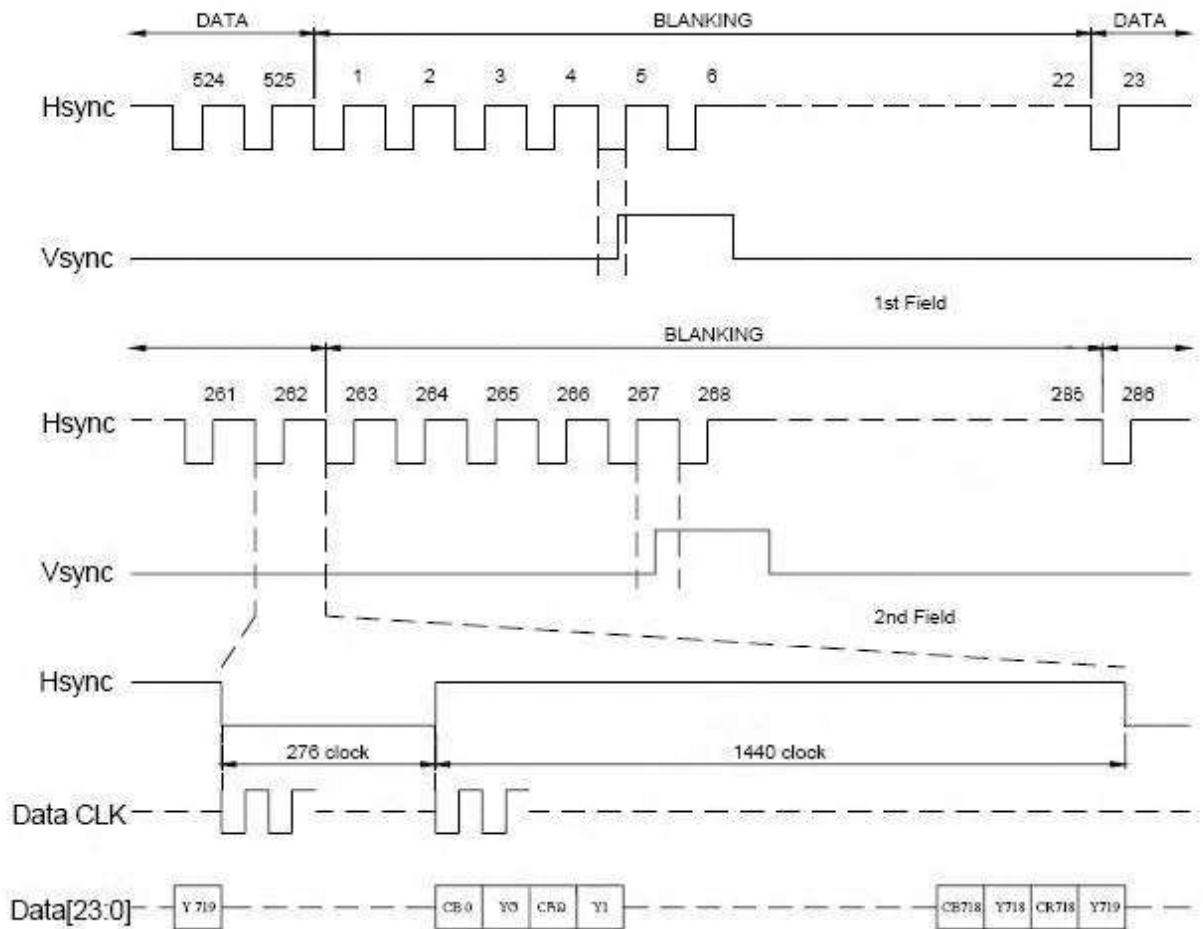 DATA BLANKING DATA
524 525 1 2 3 4 5 6 22 23
Hsync
Vsync
1st Field
BLANKING
261 262 263 264 265 266 267 268 285 286
Hsync
Vsync
2nd Field
Hsync
276 clock 1440 clock
Data CLK
Data[23:0] Y719 CB0 Y0 CR0 Y1 CB718 Y718 CR718 Y719